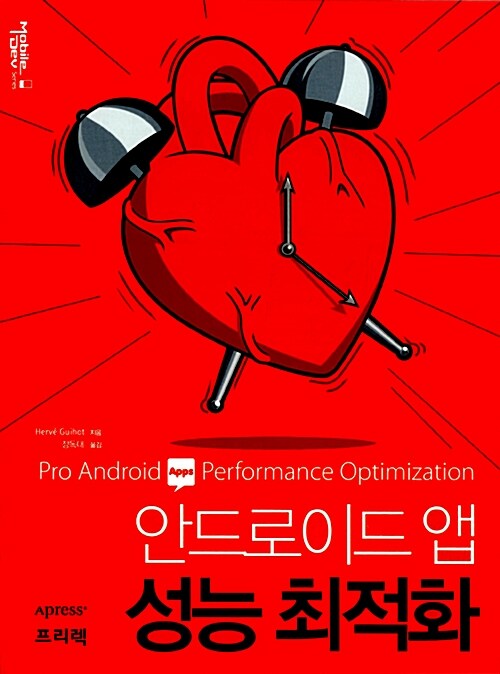 Mobile
Dev
Series
Hervé Guihot 지음
Pro Android Apps Performance Optimization
안드로이드 앱
성능 최적화
Apress®
프리렉